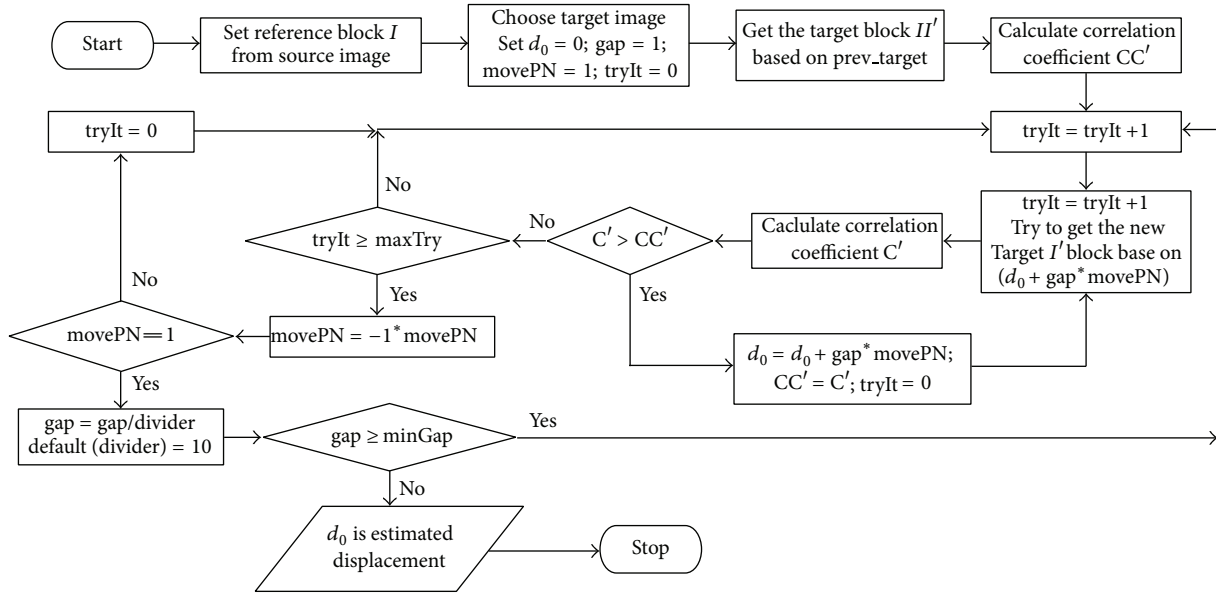 Start
Set reference block I
from source image
Choose target image
Set d₀ = 0; gap = 1;
movePN = 1; tryIt = 0
Get the target block II′
based on prev_target
Calculate correlation
coefficient CC′
tryIt = 0
tryIt = tryIt +1
No
tryIt = tryIt +1
Try to get the new
Target I′ block base on
(d₀ + gap* movePN)
Caclulate correlation
coefficient C′
C′ > CC′
No
tryIt ≥ maxTry
No
Yes
Yes
movePN == 1
movePN = −1* movePN
d₀ = d₀ + gap* movePN;
CC′ = C′; tryIt = 0
Yes
gap = gap/divider
default (divider) = 10
gap ≥ minGap
Yes
No
d₀ is estimated
displacement
Stop